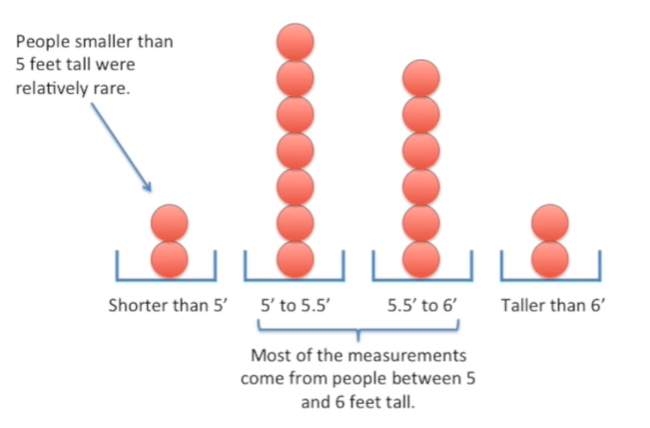 People smaller than
5 feet tall were
relatively rare.
Shorter than 5′
5′ to 5.5′
5.5′ to 6′
Taller than 6′
Most of the measurements
come from people between 5
and 6 feet tall.